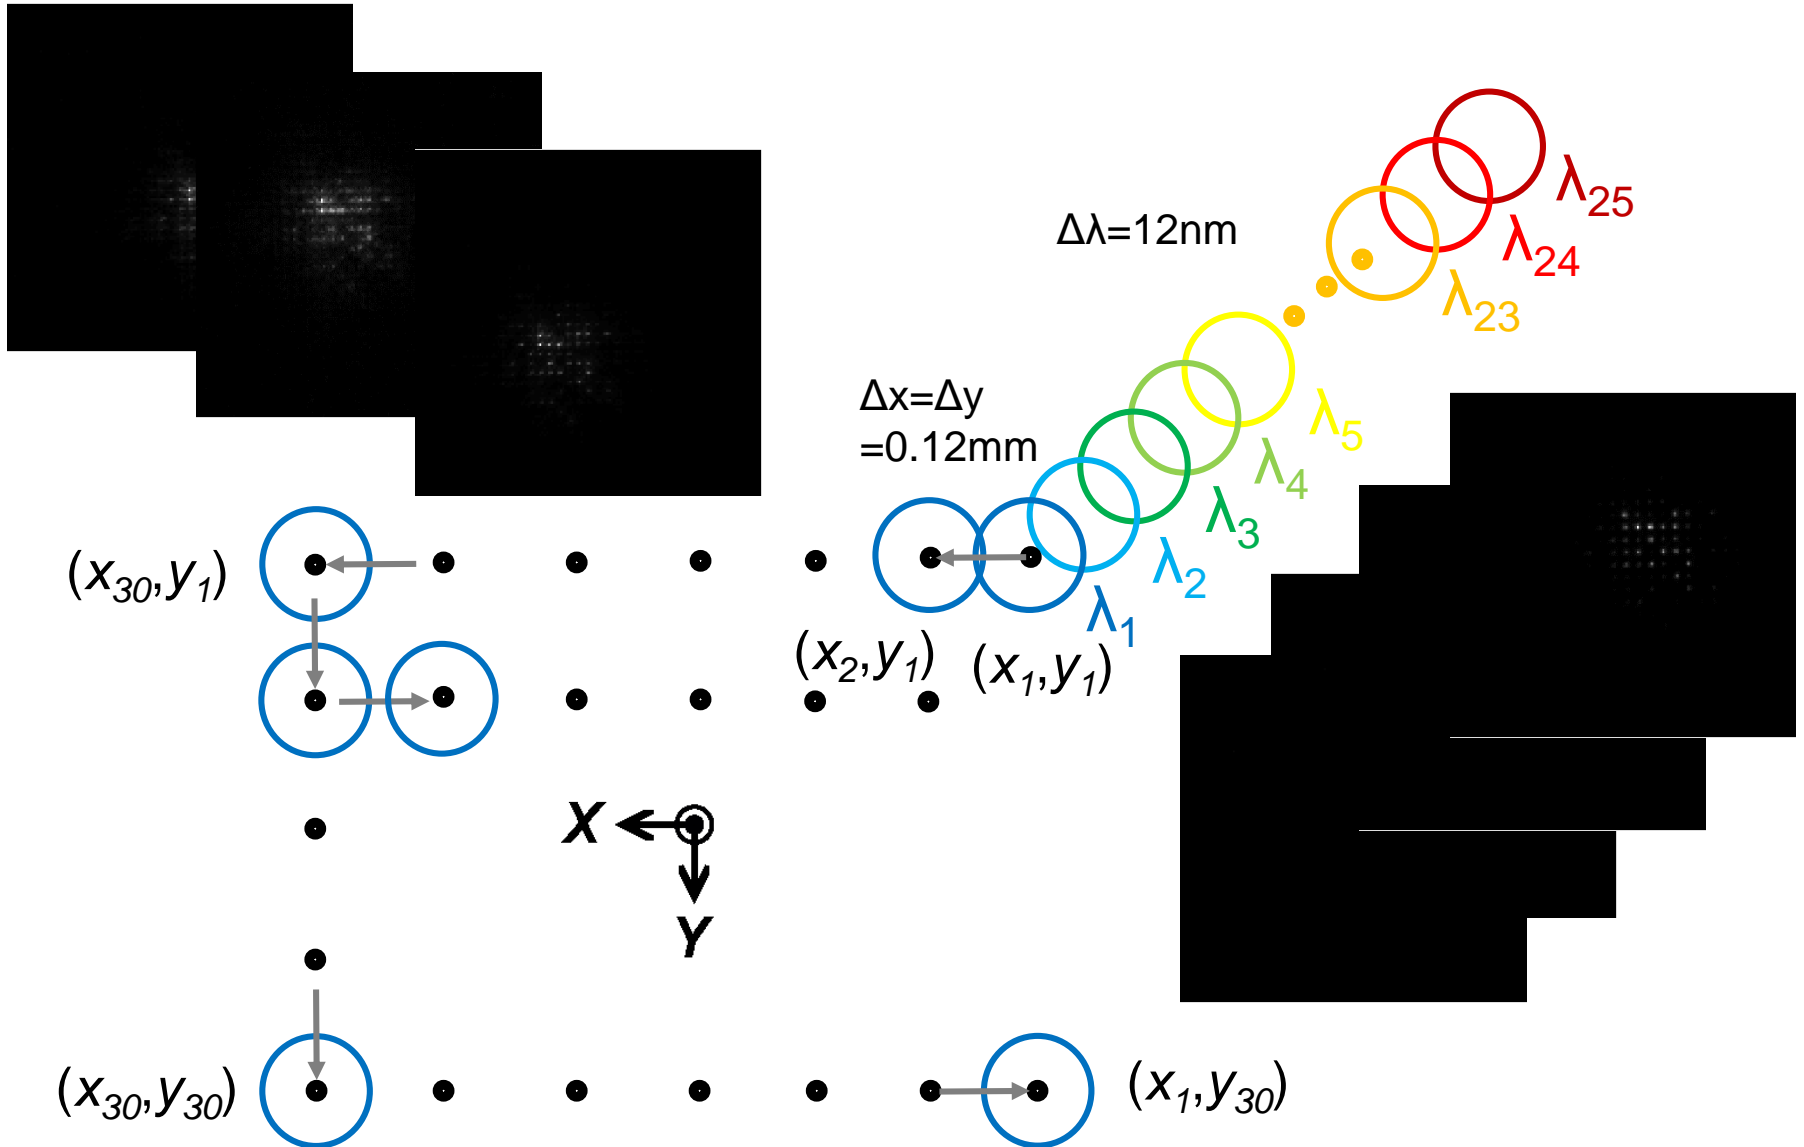 λ₂₅
Δλ=12nm
λ₂₄
λ₂₃
Δx=Δy
=0.12mm
λ₅
λ₄
λ₃
λ₂
λ₁
(x₃₀,y₁)
(x₂,y₁)
(x₁,y₁)
X
Y
(x₃₀,y₃₀)
(x₁,y₃₀)